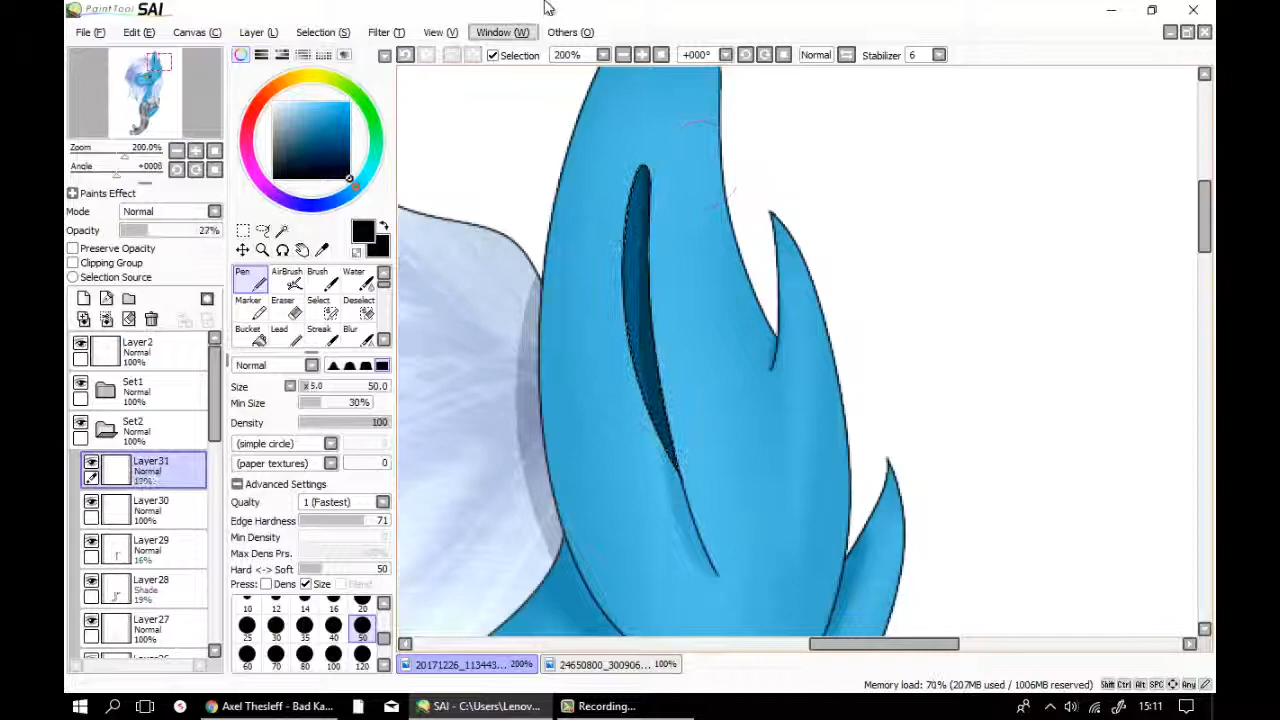 PaintTool SAI
File (F) Edit (E) Canvas (C) Layer (L) Selection (S) Filter (T) View (V) Window (W) Others (O)
Selection 200% +000° Normal Stabilizer 6
Zoom 200.0%
Angle
Paints Effect
Mode Normal
Opacity 27%
Preserve Opacity
Clipping Group
Selection Source
Layer2
Normal
100%
Set1
Normal
100%
Set2
Normal
100%
Layer31
Normal
Layer30
Normal
100%
Layer29
Normal
16%
Layer28
Shade
19%
Layer27
Normal
100%
Pen AirBrush Brush Water
Marker Eraser Select Deselect
Bucket Lead Streak Blur
Normal
Size x 5.0 50.0
Min Size 30%
Density 100
(simple circle)
(paper textures) 0
Advanced Settings
Quality 1 (Fastest)
Edge Hardness 71
Min Density
Max Dens Prs.
Hard <-> Soft 50
Press: Dens Size Blend
10 12 14 16 20
25 30 35 40 50
60 70 80 100 120
20171226_113443... 200% 24650800_300906... 100%
Memory load: 70% (207MB used / 1006MB reserved) Shift Ctrl Alt SPC Any
Axel Thesleff - Bad Ka... SAI - C:\Users\Lenov... Recording... 15:11